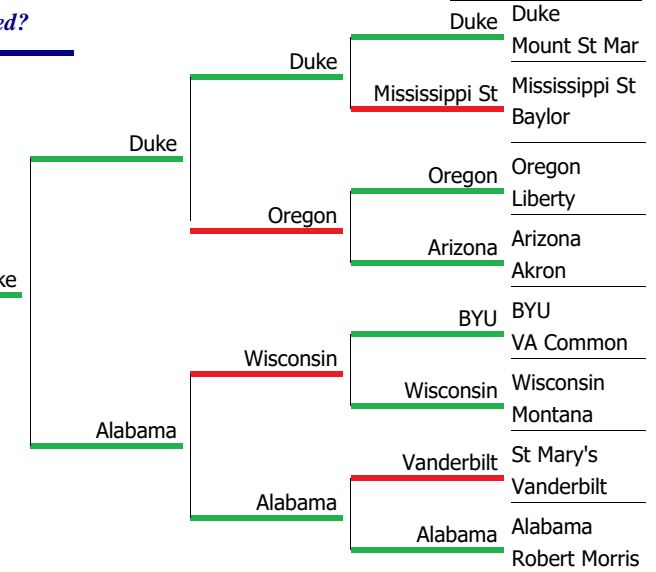 ed?
Duke
Mount St Mar
Duke
Mississippi St
Baylor
Mississippi St
Duke
Oregon
Liberty
Oregon
Arizona
Akron
Arizona
Oregon
Duke
BYU
VA Common
BYU
Wisconsin
Montana
Wisconsin
Wisconsin
St Mary's
Vanderbilt
Vanderbilt
Alabama
Robert Morris
Alabama
Alabama
Alabama
ke